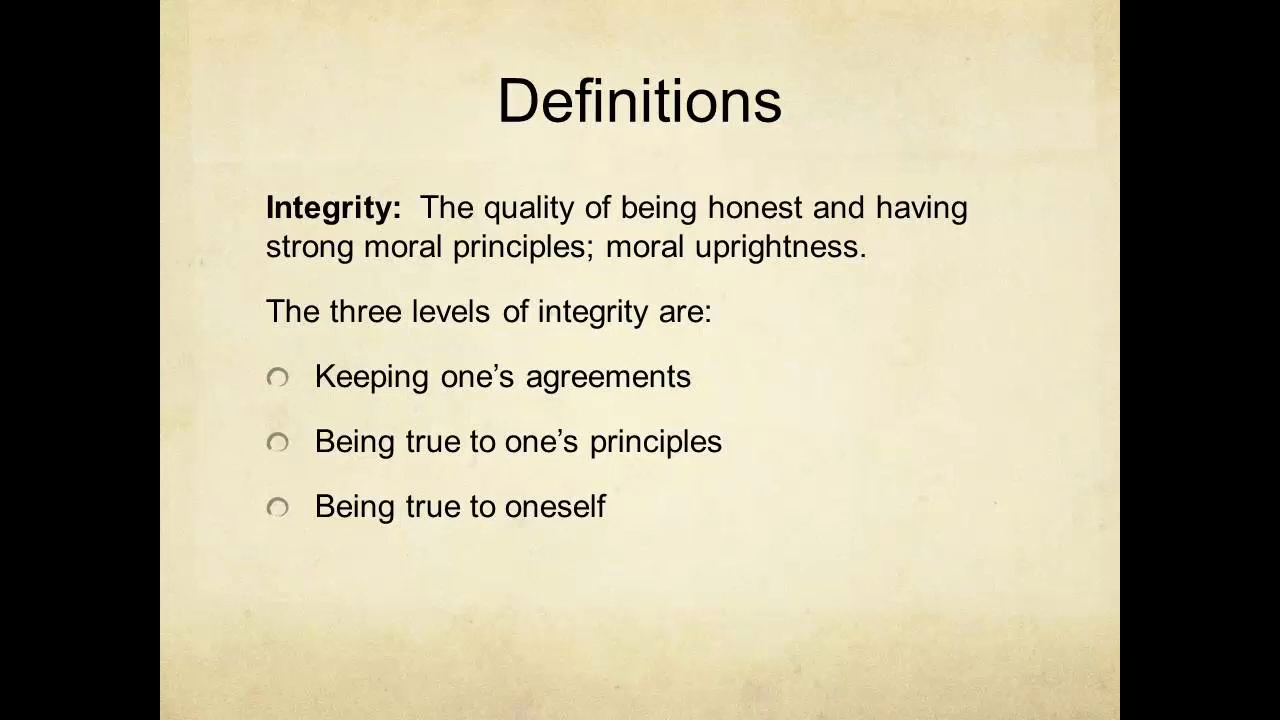 Definitions
Integrity:  The quality of being honest and having
strong moral principles; moral uprightness.
The three levels of integrity are:
Keeping one’s agreements
Being true to one’s principles
Being true to oneself